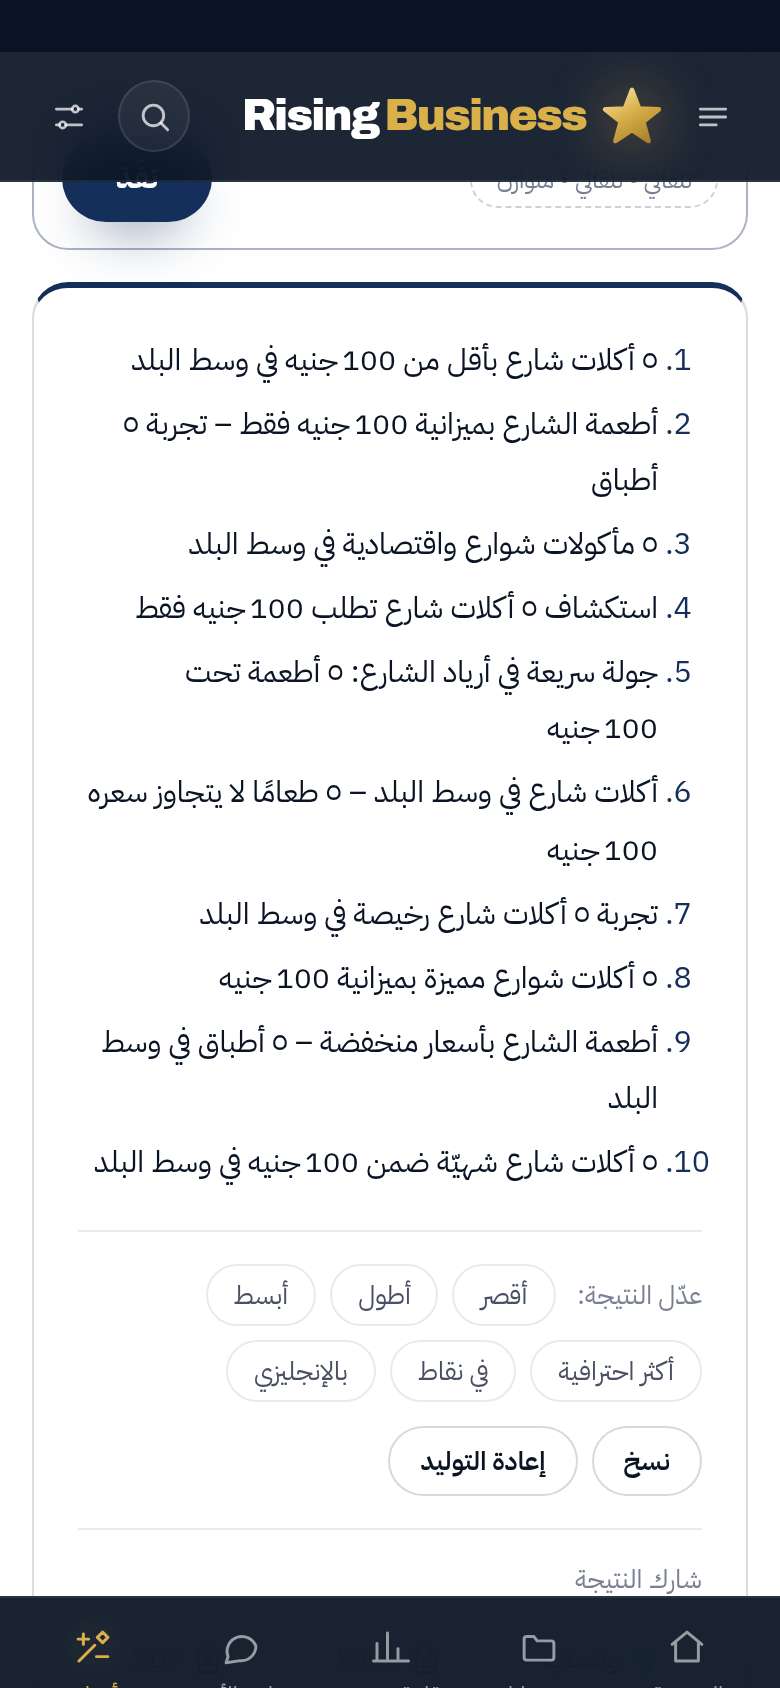 Rising Business
نفذ
تلقائي • تلقائي • متوازن
1. ٥ أكلات شارع بأقل من 100 جنيه في وسط البلد
2. أطعمة الشارع بميزانية 100 جنيه فقط – تجربة ٥
أطباق
3. ٥ مأكولات شوارع واقتصادية في وسط البلد
4. استكشاف ٥ أكلات شارع تطلب 100 جنيه فقط
5. جولة سريعة في أرياد الشارع: ٥ أطعمة تحت
100 جنيه
6. أكلات شارع في وسط البلد – ٥ طعامًا لا يتجاوز سعره
100 جنيه
7. تجربة ٥ أكلات شارع رخيصة في وسط البلد
8. ٥ أكلات شوارع مميزة بميزانية 100 جنيه
9. أطعمة الشارع بأسعار منخفضة – ٥ أطباق في وسط
البلد
10. ٥ أكلات شارع شهيّة ضمن 100 جنيه في وسط البلد
عدّل النتيجة: أقصر أطول أبسط
أكثر احترافية في نقاط بالإنجليزي
نسخ إعادة التوليد
شارك النتيجة